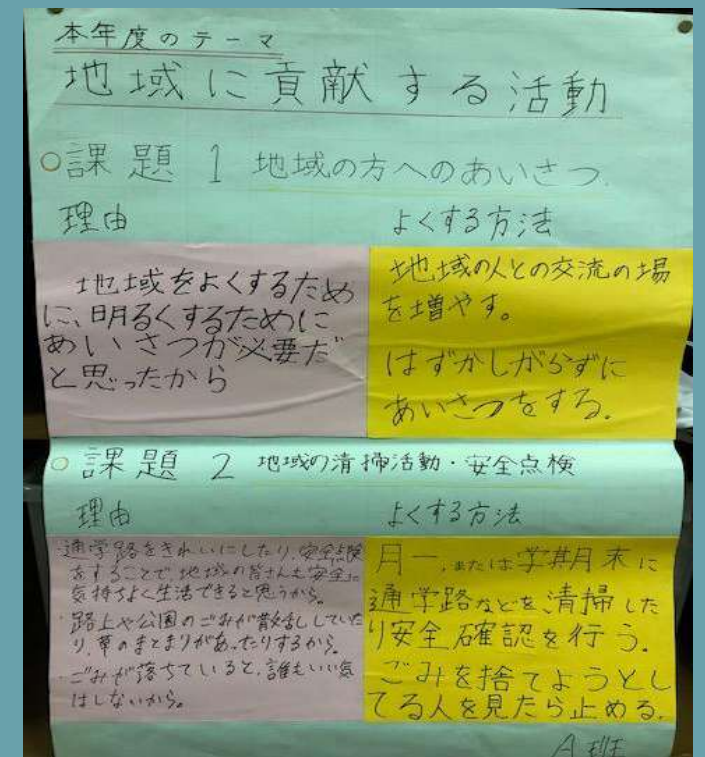 本年度のテーマ
地域に貢献する活動
○課題 1 地域の方へのあいさつ.
理由
よくする方法
地域をよくするため
に、明るくするために
あいさつが必要だ
と思ったから
地域の人との交流の場
を増やす。
はずかしがらずに
あいさつをする。
○課題 2 地域の清掃活動・安全点検
理由
よくする方法
・通学路をきれいにしたり、安全点検
をすることで、地域の皆さんも安全に
気持ちよく生活できると思うから。
・路上や公園のごみが散乱していた
り、草のまとまりがあったりするから。
・ごみが落ちていると、誰もいい気
はしないから。
月一、または学期末に
通学路などを清掃した
り安全確認を行う。
ごみを捨てようとし
てる人を見たら止める。
A班